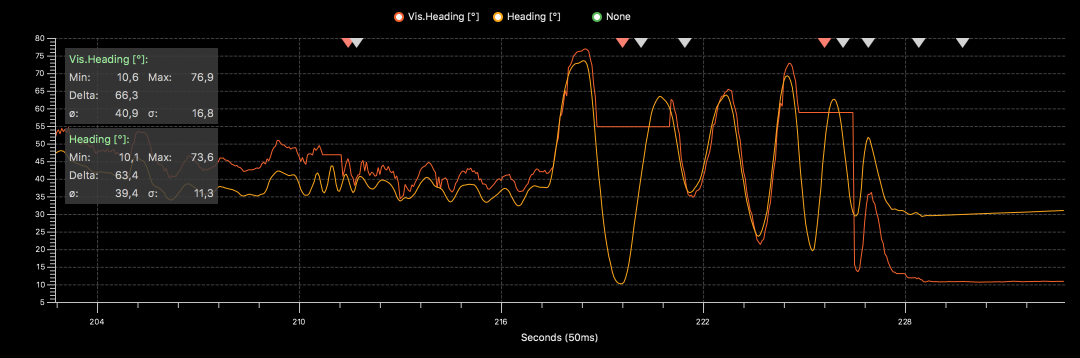 Vis.Heading [°] Heading [°] None
80
75
70
65
60
55
50
45
40
35
30
25
20
15
10
5
Vis.Heading [°]:
Min: 10,6 Max: 76,9
Delta: 66,3
ø: 40,9 σ: 16,8
Heading [°]:
Min: 10,1 Max: 73,6
Delta: 63,4
ø: 39,4 σ: 11,3
204 210 216 222 228
Seconds (50ms)